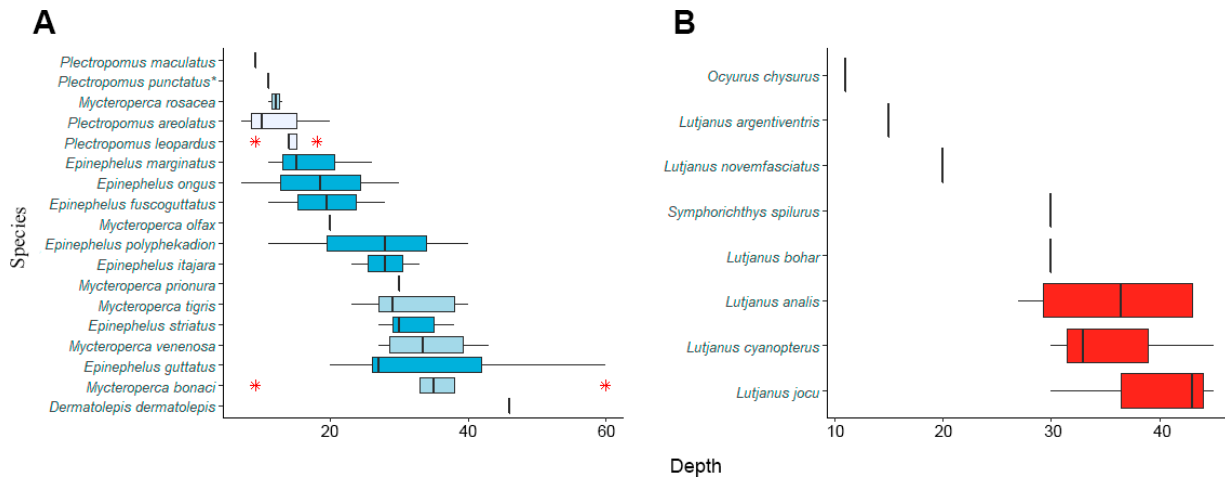 A
Species
Plectropomus maculatus
Plectropomus punctatus*
Mycteroperca rosacea
Plectropomus areolatus
Plectropomus leopardus
Epinephelus marginatus
Epinephelus ongus
Epinephelus fuscoguttatus
Mycteroperca olfax
Epinephelus polyphekadion
Epinephelus itajara
Mycteroperca prionura
Mycteroperca tigris
Epinephelus striatus
Mycteroperca venenosa
Epinephelus guttatus
Mycteroperca bonaci
Dermatolepis dermatolepis
20 40 60
B
Ocyurus chysurus
Lutjanus argentiventris
Lutjanus novemfasciatus
Symphorichthys spilurus
Lutjanus bohar
Lutjanus analis
Lutjanus cyanopterus
Lutjanus jocu
10 20 30 40
Depth